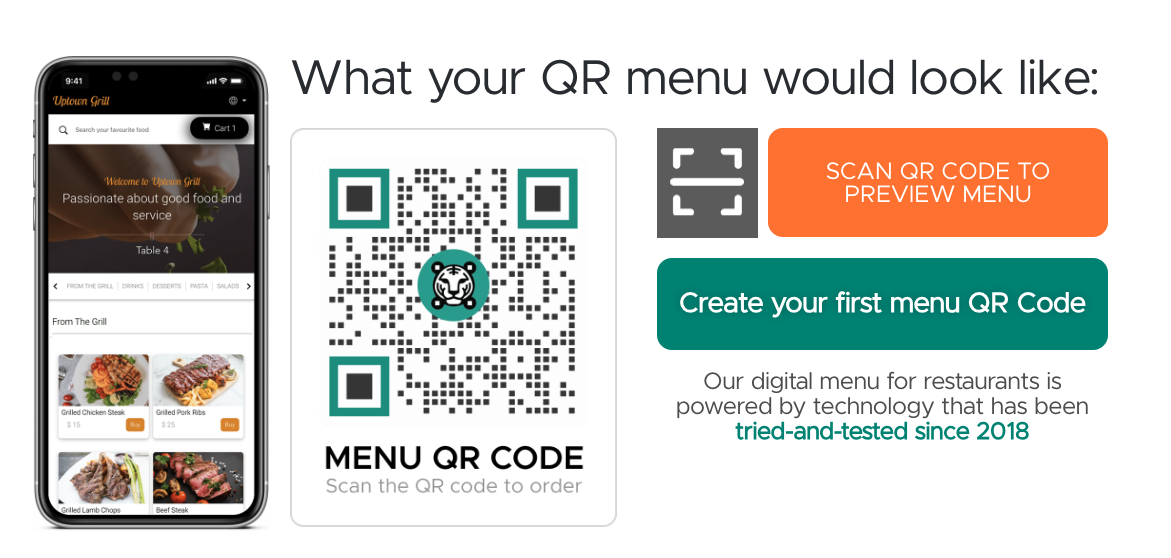 What your QR menu would look like:
9:41
Uptown Grill
Search your favourite food
Cart 1
Welcome to Uptown Grill
Passionate about good food and
service
Table 4
FROM THE GRILL
DRINKS
DESSERTS
PASTA
SALADS
From The Grill
Grilled Chicken Steak
$ 15
Buy
Grilled Pork Ribs
$ 25
Buy
Grilled Lamb Chops
Beef Steak
MENU QR CODE
Scan the QR code to order
SCAN QR CODE TO
PREVIEW MENU
Create your first menu QR Code
Our digital menu for restaurants is
powered by technology that has been
tried-and-tested since 2018